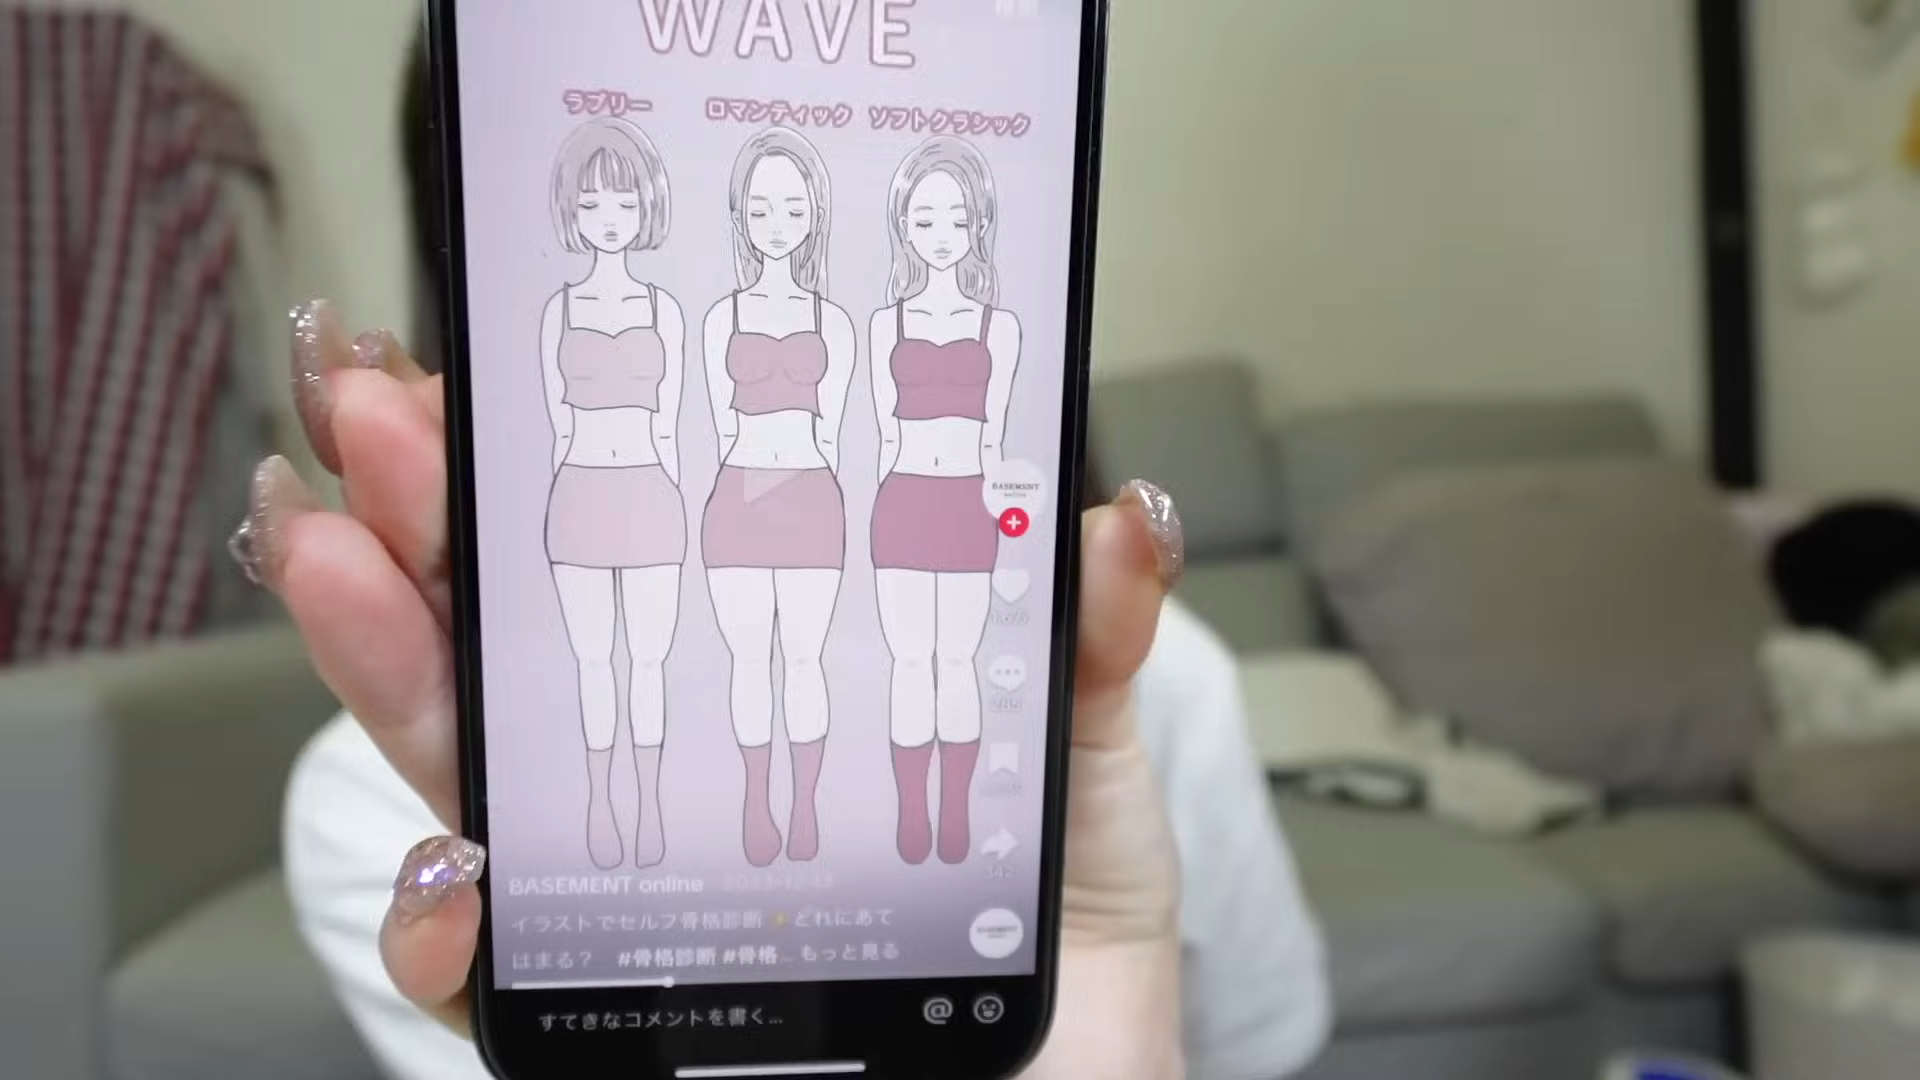 WAVE
ラブリー ロマンティック ソフトクラシック
BASEMENT
342
BASEMENT online
イラストでセルフ骨格診断✨どれにあて
はまる? #骨格診断 #骨格… もっと見る
すてきなコメントを書く...
@